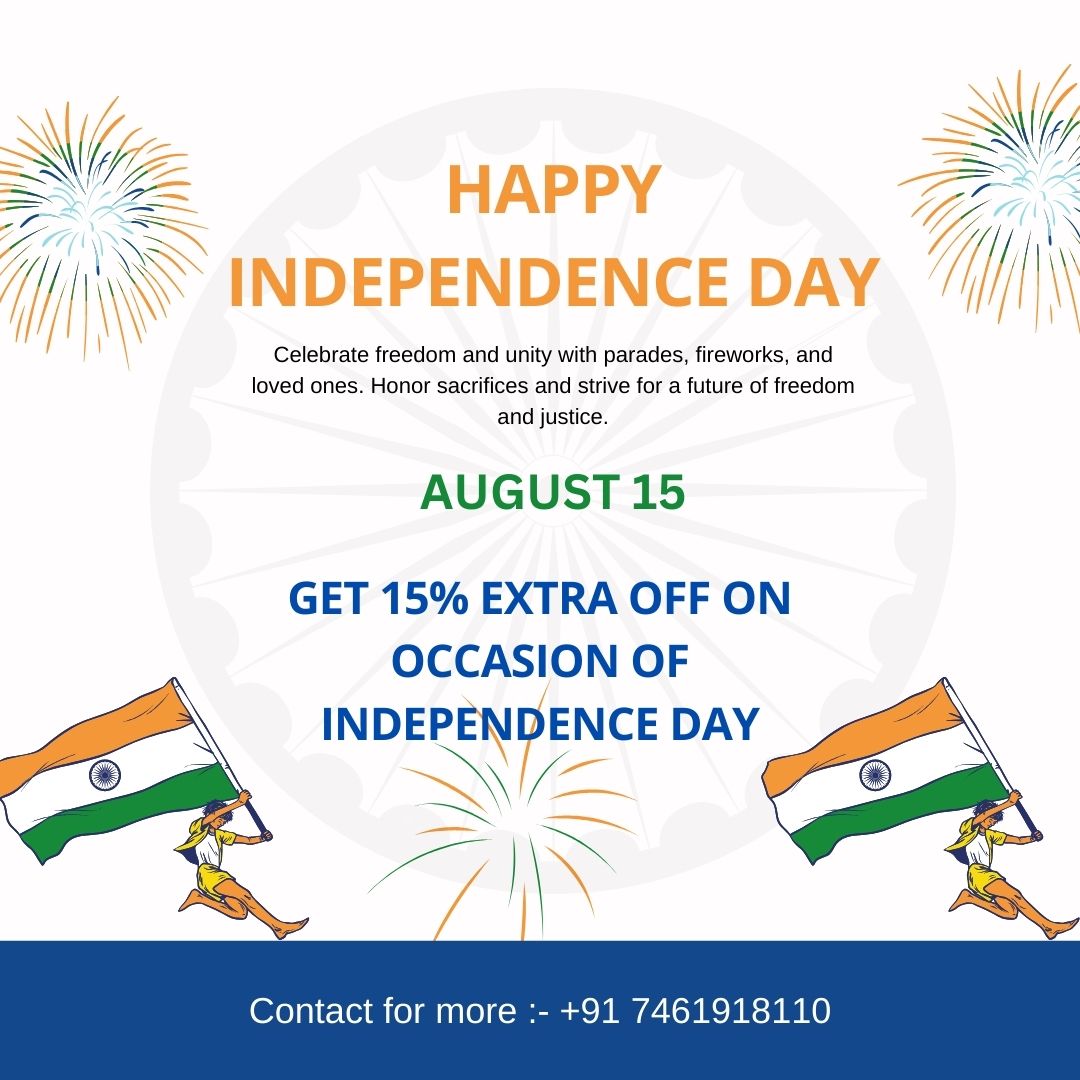 HAPPY
INDEPENDENCE DAY
Celebrate freedom and unity with parades, fireworks, and
loved ones. Honor sacrifices and strive for a future of freedom
and justice.
AUGUST 15
GET 15% EXTRA OFF ON
OCCASION OF
INDEPENDENCE DAY
Contact for more :- +91 7461918110